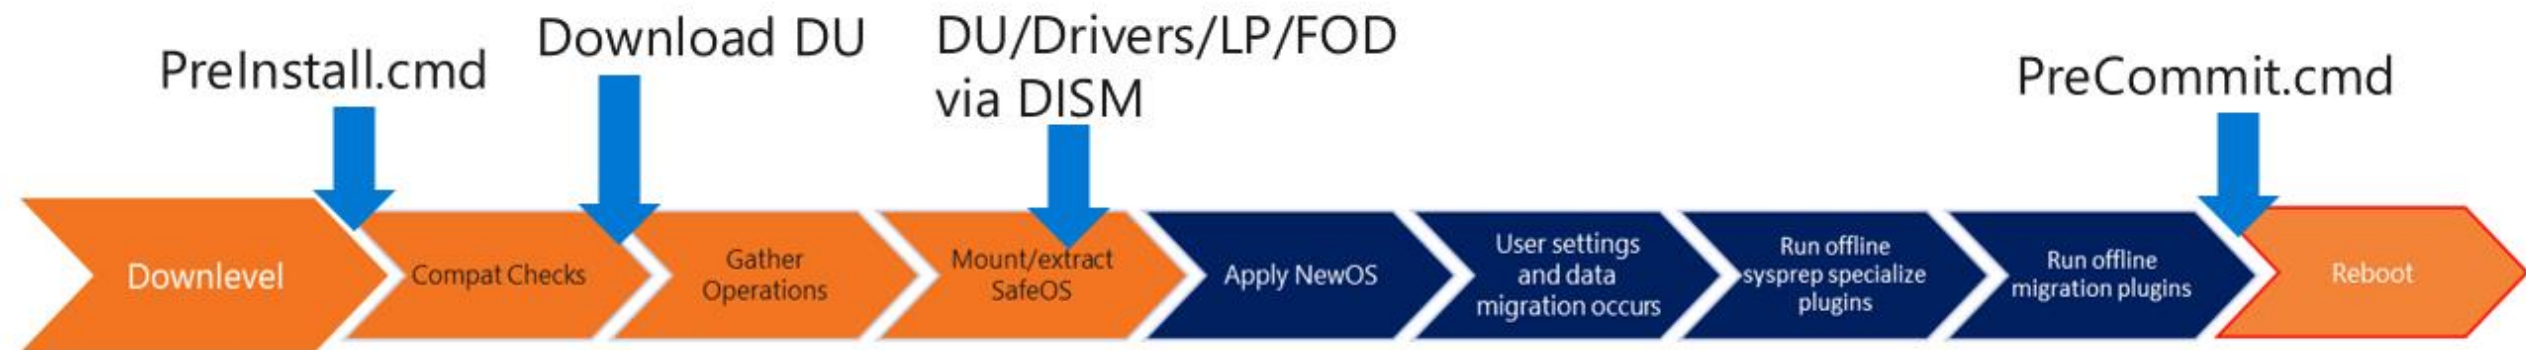 PreInstall.cmd
Download DU
DU/Drivers/LP/FOD
via DISM
PreCommit.cmd
Downlevel
Compat Checks
Gather
Operations
Mount/extract
SafeOS
Apply NewOS
User settings
and data
migration occurs
Run offline
sysprep specialize
plugins
Run offline
migration plugins
Reboot